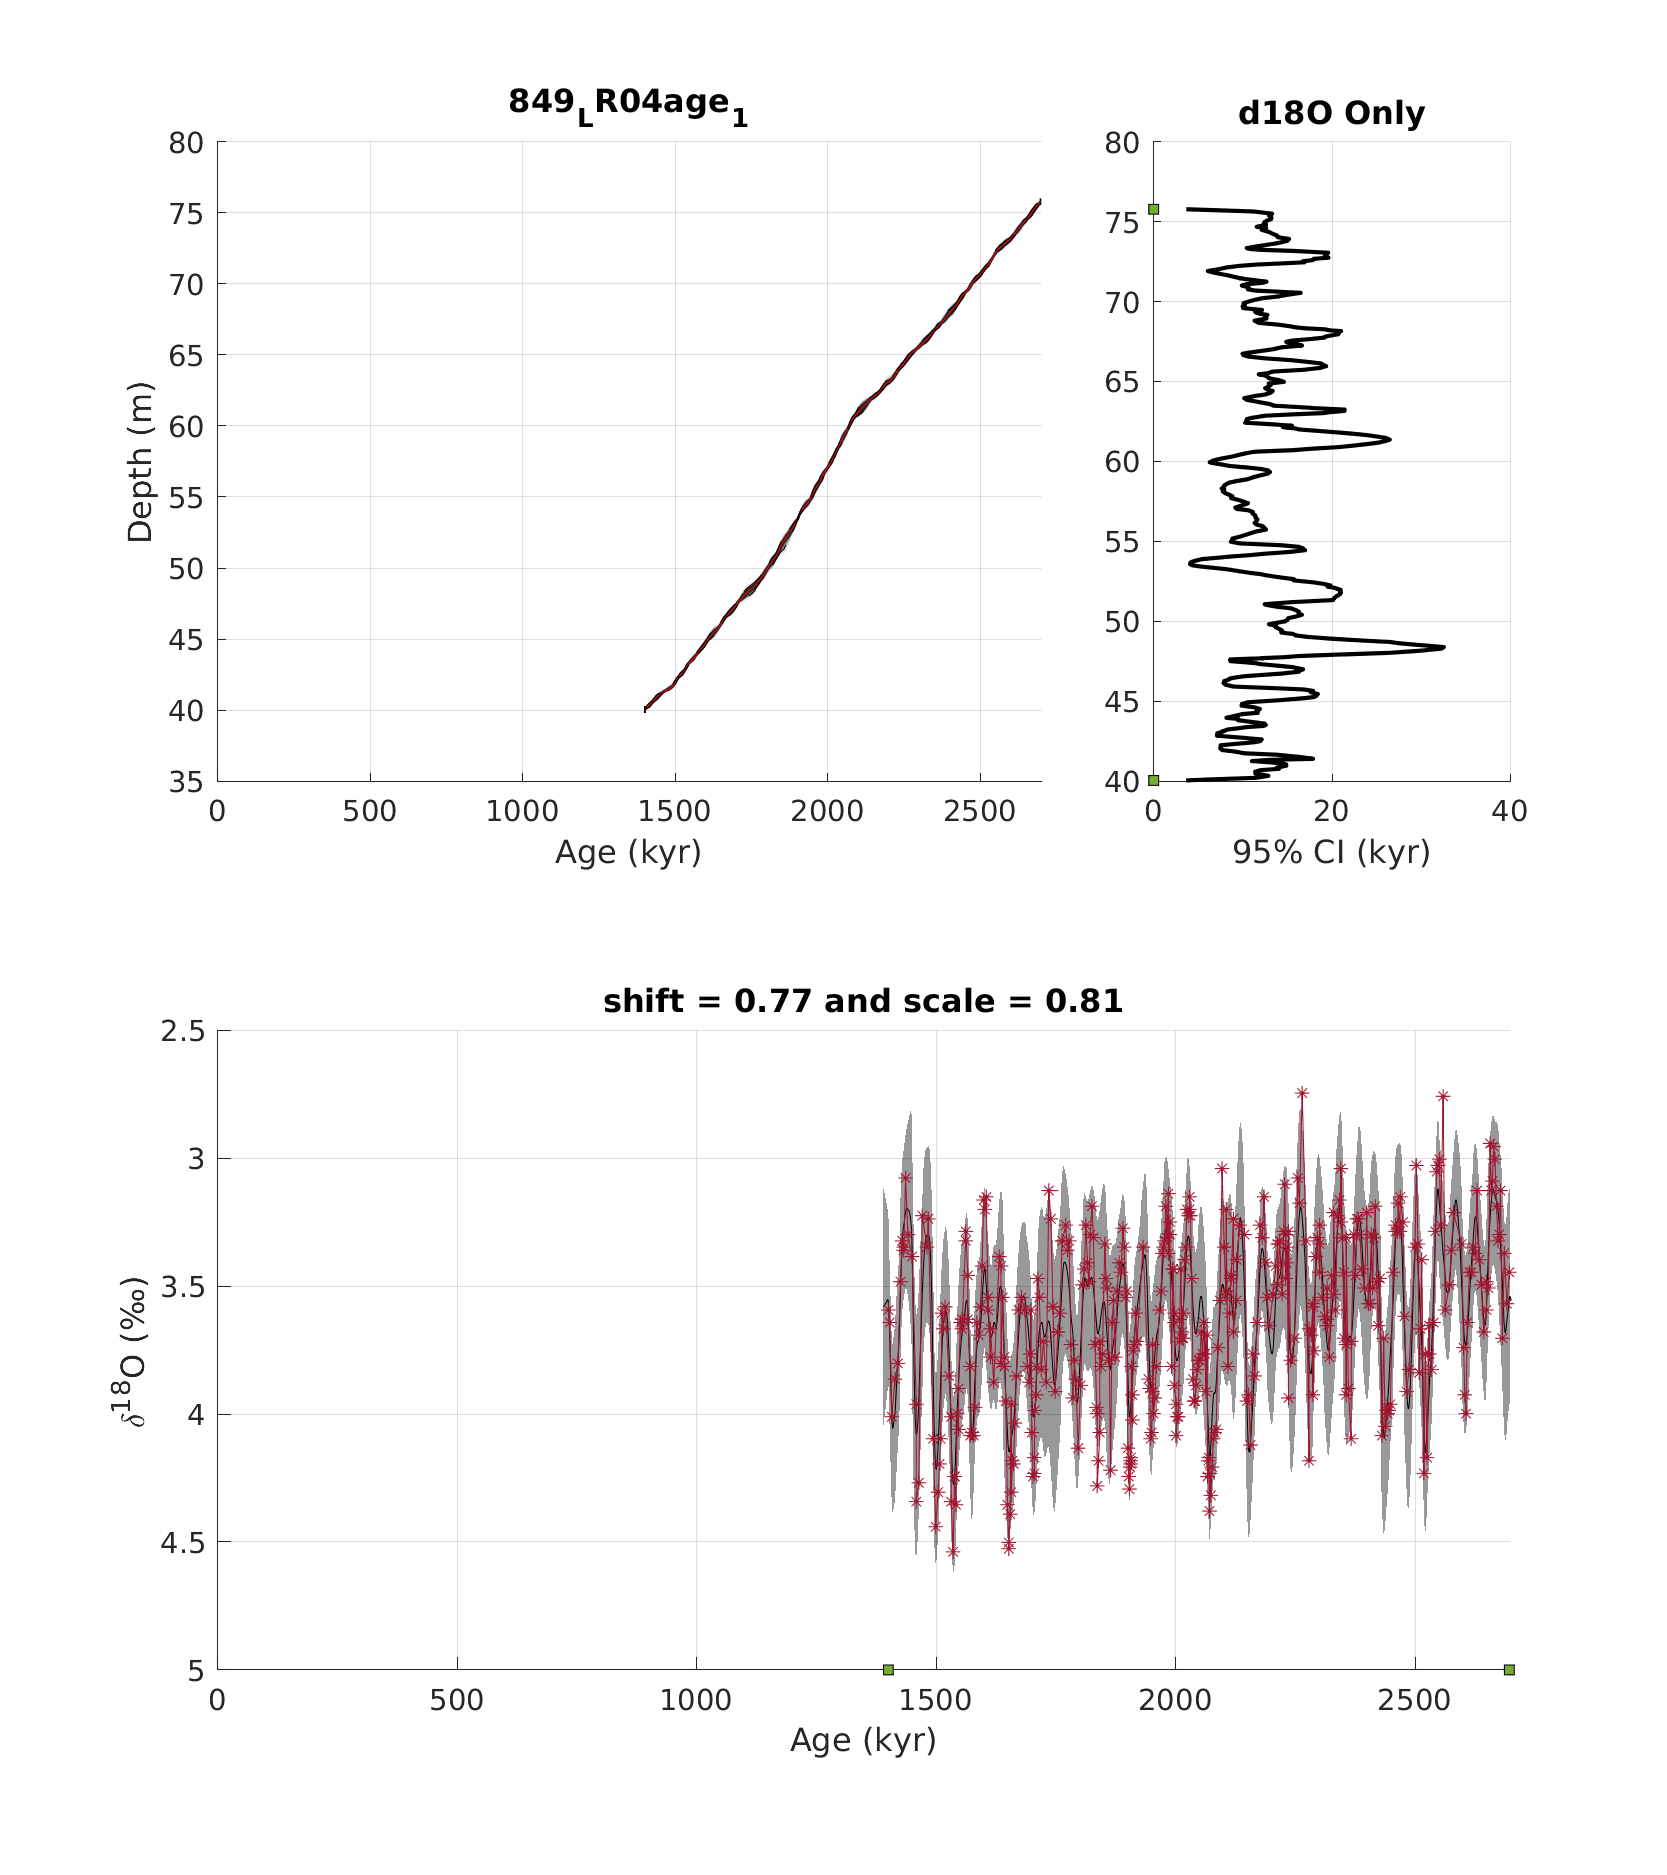 849_LR04age_1
d18O Only
80
75
70
65
60
55
50
45
40
35
Depth (m)
0 500 1000 1500 2000 2500
Age (kyr)
80
75
70
65
60
55
50
45
40
0 20 40
95% CI (kyr)
shift = 0.77 and scale = 0.81
2.5
3
3.5
4
4.5
5
δ18O (‰)
0 500 1000 1500 2000 2500
Age (kyr)